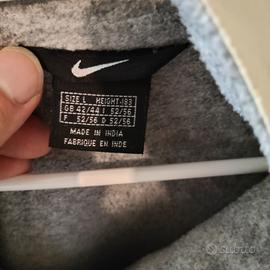 SIZE L HEIGHT-183
GB 42/44 I 52/56
F 52/56 D 52/56
MADE IN INDIA
FABRIQUE EN INDE
subito